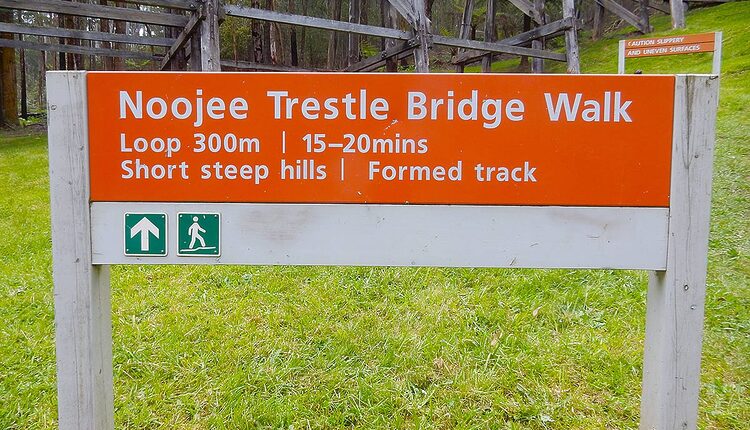 CAUTION SLIPPERY
AND UNEVEN SURFACES
Noojee Trestle Bridge Walk
Loop 300m | 15–20mins
Short steep hills | Formed track